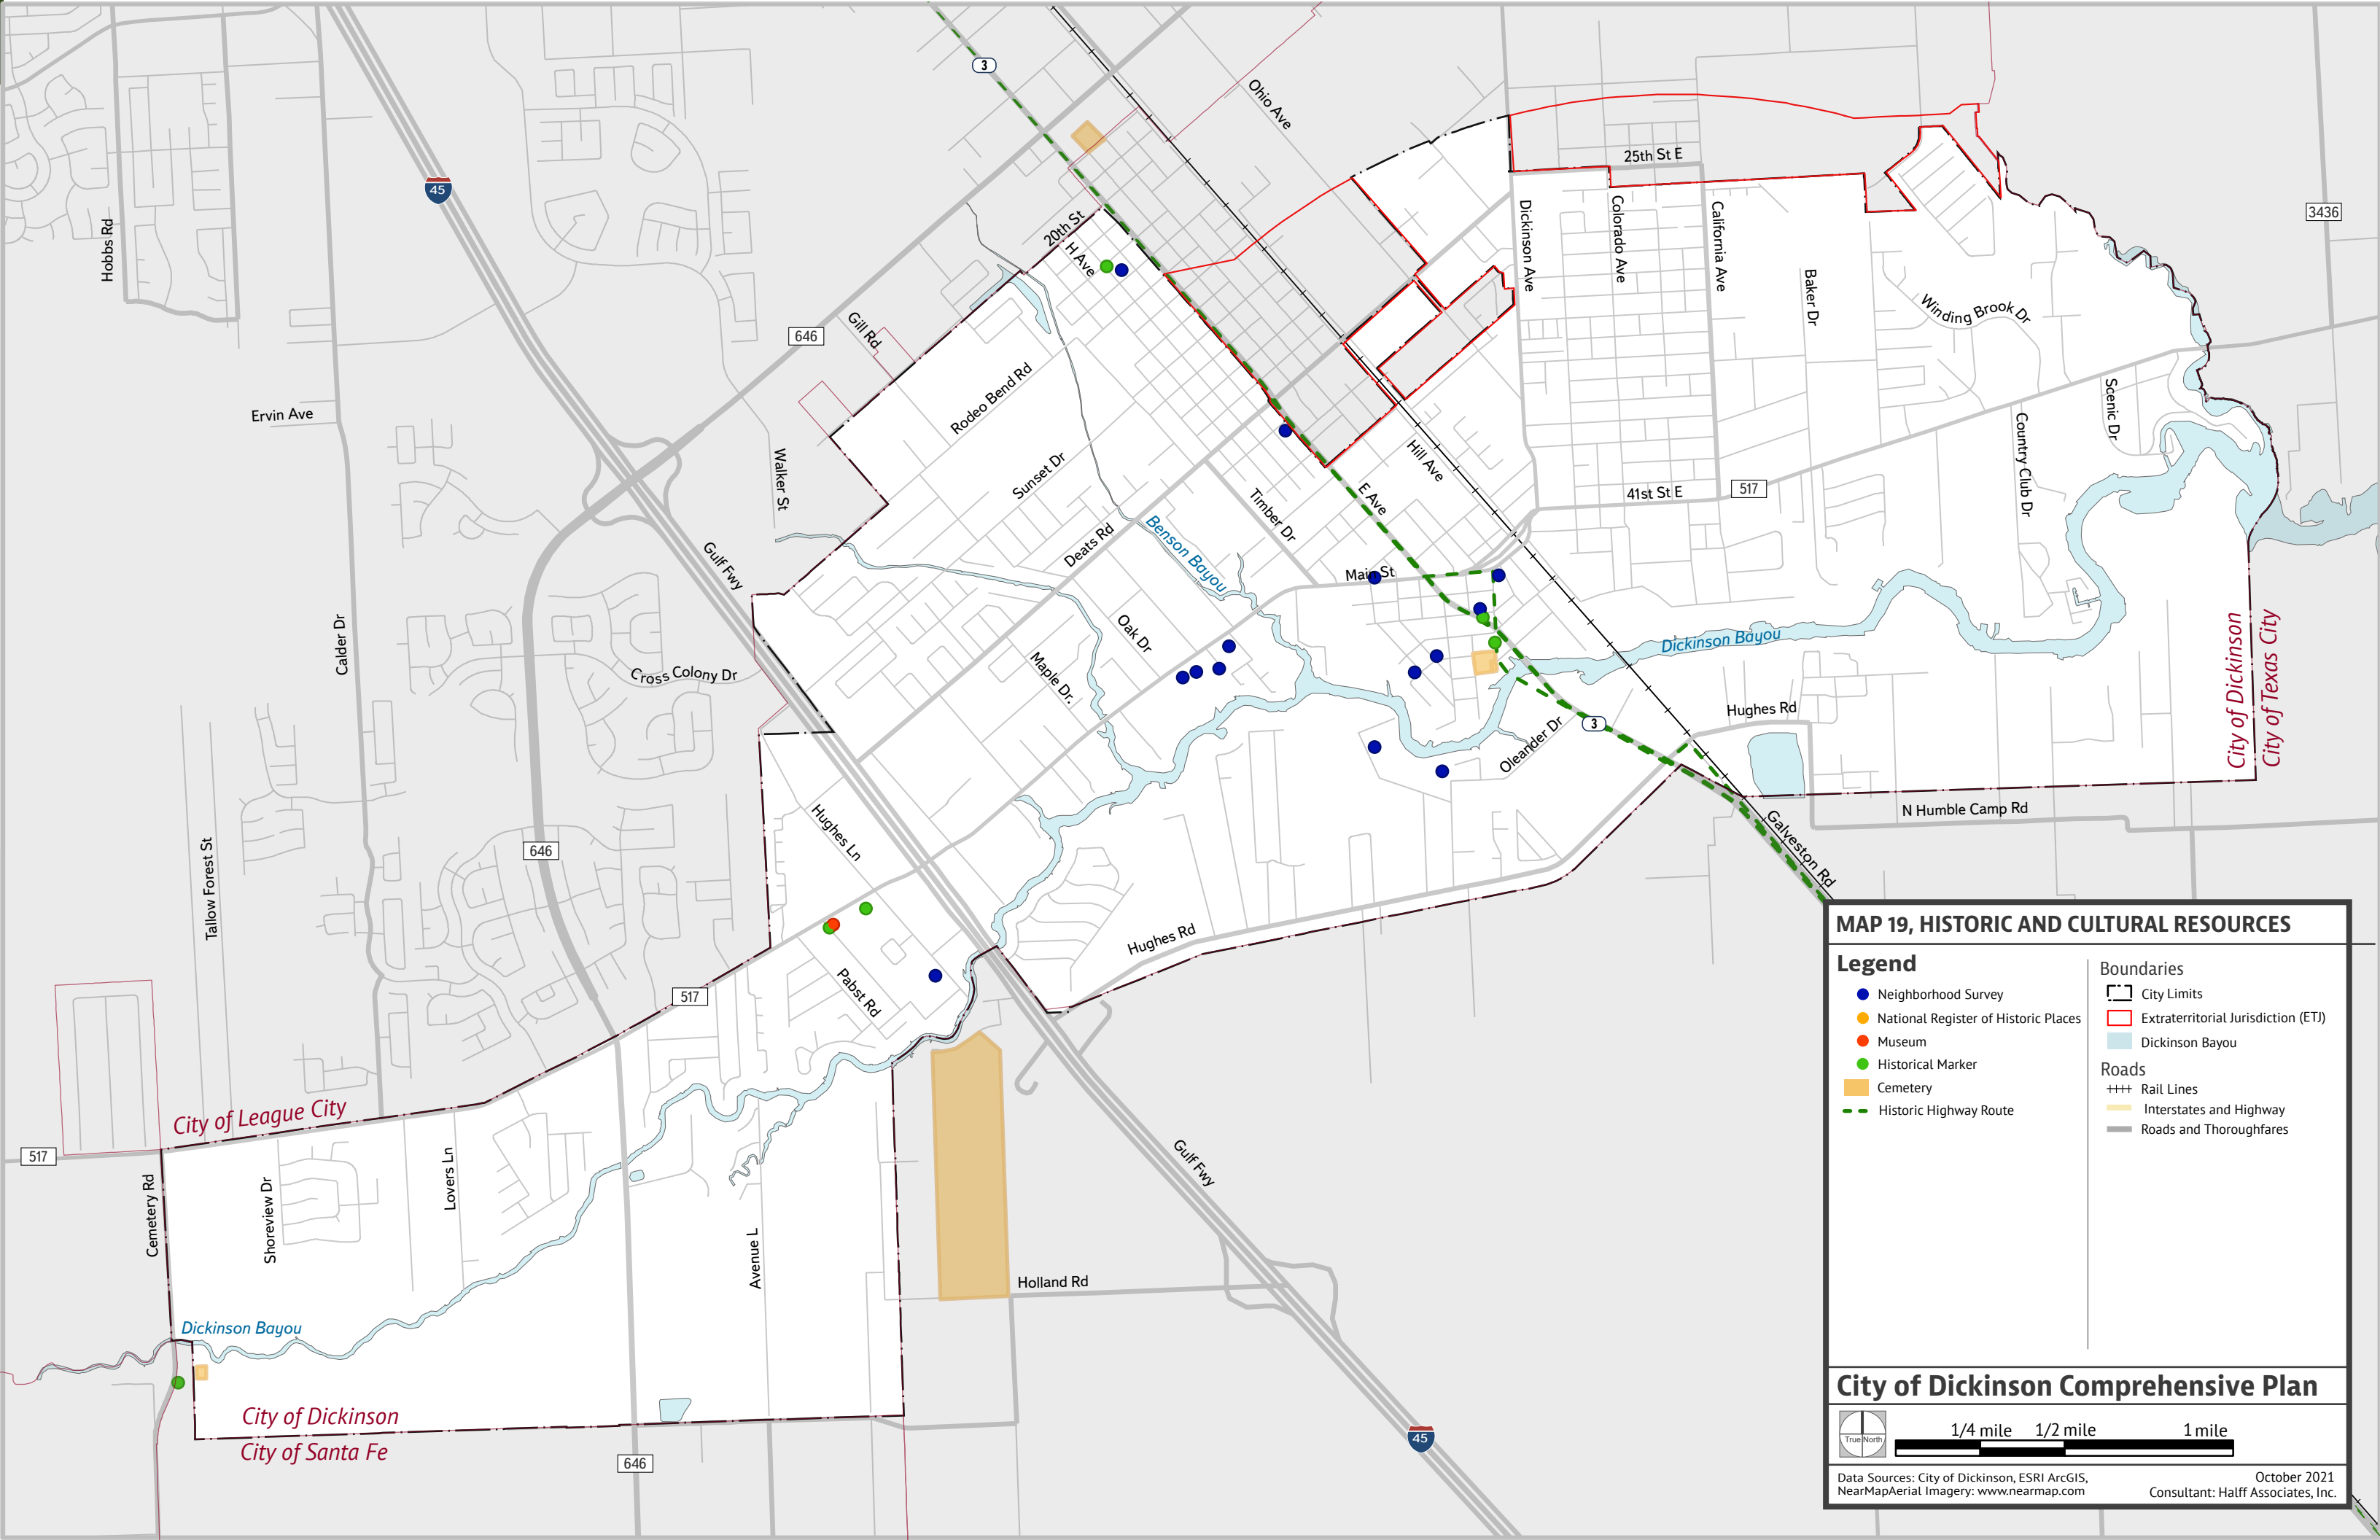 3
Ohio Ave
45
25th St E
Hobbs Rd
20th St
H Ave
Dickinson Ave
Colorado Ave
California Ave
3436
Baker Dr
Winding Brook Dr
646
Gill Rd
Rodeo Bend Rd
Ervin Ave
Scenic Dr
Country Club Dr
Walker St
Sunset Dr
Hill Ave
E Ave
41st St E
517
Timber Dr
Deats Rd
Benson Bayou
Gulf Fwy
Main St
Calder Dr
Oak Dr
Maple Dr.
Cross Colony Dr
Dickinson Bayou
City of Dickinson
City of Texas City
Hughes Rd
3
Oleander Dr
N Humble Camp Rd
Hughes Ln
Galveston Rd
646
Tallow Forest St
Hughes Rd
Pabst Rd
517
City of League City
517
Cemetery Rd
Shoreview Dr
Lovers Ln
Avenue L
Gulf Fwy
Holland Rd
Dickinson Bayou
City of Dickinson
City of Santa Fe
646
45
MAP 19, HISTORIC AND CULTURAL RESOURCES
Legend
Neighborhood Survey
National Register of Historic Places
Museum
Historical Marker
Cemetery
Historic Highway Route
Boundaries
City Limits
Extraterritorial Jurisdiction (ETJ)
Dickinson Bayou
Roads
Rail Lines
Interstates and Highway
Roads and Thoroughfares
City of Dickinson Comprehensive Plan
True North
1/4 mile 1/2 mile 1 mile
Data Sources: City of Dickinson, ESRI ArcGIS,
NearMapAerial Imagery: www.nearmap.com
October 2021
Consultant: Halff Associates, Inc.